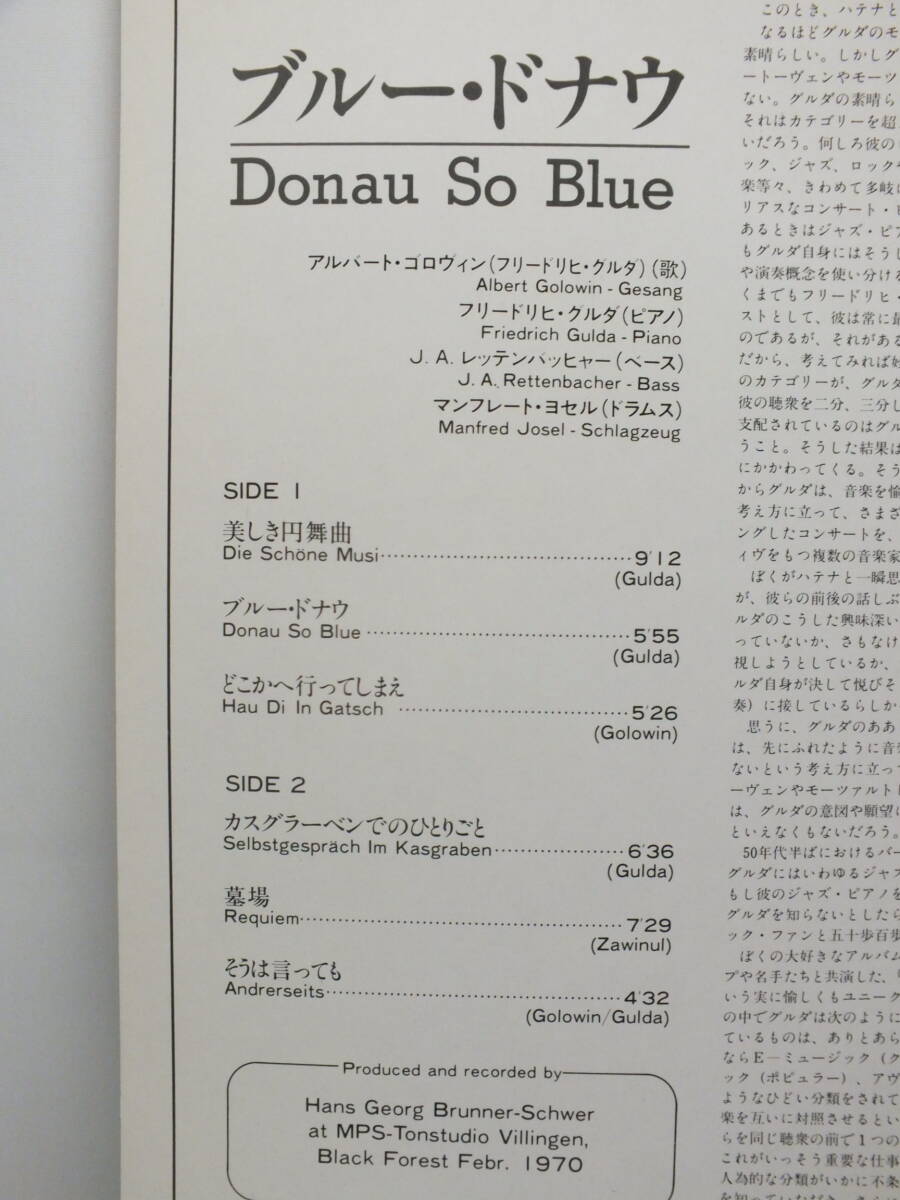 ブルー・ドナウ
Donau So Blue
アルバート・ゴロヴィン(フリードリヒ・グルダ)(歌)
Albert Golowin - Gesang
フリードリヒ・グルダ(ピアノ)
Friedrich Gulda - Piano
J. A. レッテンバッヒャー(ベース)
J. A. Rettenbacher - Bass
マンフレート・ヨセル(ドラムス)
Manfred Josel - Schlagzeug
SIDE 1
美しき円舞曲
Die Schöne Musi 9'12
(Gulda)
ブルー・ドナウ
Donau So Blue 5'55
(Gulda)
どこかへ行ってしまえ
Hau Di In Gatsch 5'26
(Golowin)
SIDE 2
カスグラーベンでのひとりごと
Selbstgespräch Im Kasgraben 6'36
(Gulda)
墓場
Requiem 7'29
(Zawinul)
そうは言っても
Andrerseits 4'32
(Golowin/Gulda)
Produced and recorded by
Hans Georg Brunner-Schwer
at MPS-Tonstudio Villingen,
Black Forest Febr. 1970
このとき、ハテナと
なるほどグルダのモ
素晴らしい。しかしグ
ートーヴェンやモーツ
ない。グルダの素晴ら
それはカテゴリーを超
いだろう。何しろ彼の
ック、ジャズ、ロックや
楽等々、きわめて多岐に
リアスなコンサート・ピ
あるときはジャズ・ピア
もグルダ自身にはそうし
や演奏概念を使い分ける
くまでもフリードリヒ・
ストとして、彼は常に最
のであるが、それがある
だから、考えてみれば妙
のカテゴリーが、グルダ
彼の聴衆を二分、三分し
支配されているのはグル
うこと。そうした結果は
にかかわってくる。そう
からグルダは、音楽を愉
考え方に立って、さまざ
ングしたコンサートを、
ィヴをもつ複数の音楽家
ぼくがハテナと一瞬思
が、彼らの前後の話しぶ
ルダのこうした興味深い
っていないか、さもなけ
視しようとしているか、
ルダ自身が決して悦びそ
奏)に接しているらしか
思うに、グルダのああ
は、先にふれたように音楽
ないという考え方に立って
ーヴェンやモーツァルト
は、グルダの意図や願望に
といえなくもないだろう。
50年代半ばにおけるバー
グルダにはいわゆるジャズ
もし彼のジャズ・ピアノを
グルダを知らないとしたら
ック・ファンと五十歩百歩
ぼくの大好きなアルバム
プや名手たちと共演した、
いう実に愉しくもユニーク
の中でグルダは次のように
ているものは、ありとあら
ならE―ミュージック(ク
ック(ポピュラー)、アヴ
ようなひどい分類をされて
楽を互いに対照させるとい
らを同じ聴衆の前で1つの
これがいっそう重要な仕事
人為的な分類がいかに不条